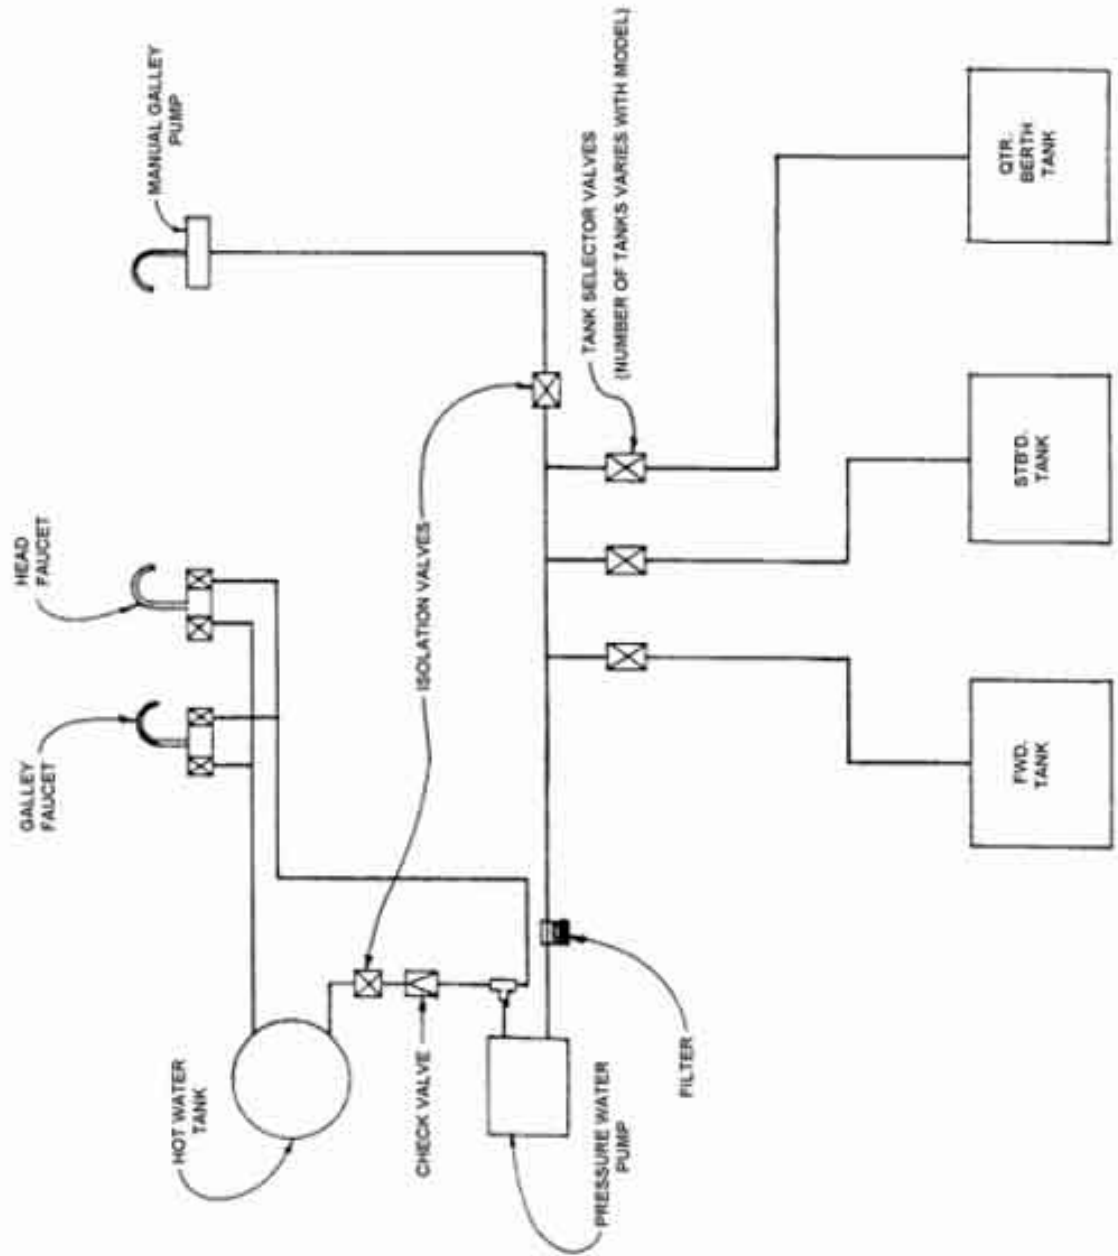 MANUAL GALLEY
PUMP
HEAD
FAUCET
GALLEY
FAUCET
HOT WATER
TANK
ISOLATION VALVES
CHECK VALVE
PRESSURE WATER
PUMP
FILTER
TANK SELECTOR VALVES
(NUMBER OF TANKS VARIES WITH MODEL)
QTR.
BERTH
TANK
STB'D.
TANK
FWD.
TANK